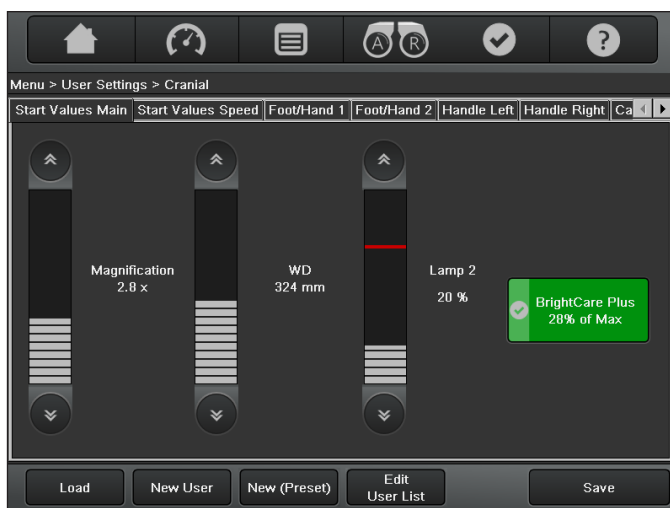 A R ?
Menu > User Settings > Cranial
Start Values Main Start Values Speed Foot/Hand 1 Foot/Hand 2 Handle Left Handle Right Ca
Magnification
2.8 x
WD
324 mm
Lamp 2
20 %
BrightCare Plus
28% of Max
Load New User New (Preset) Edit
User List Save